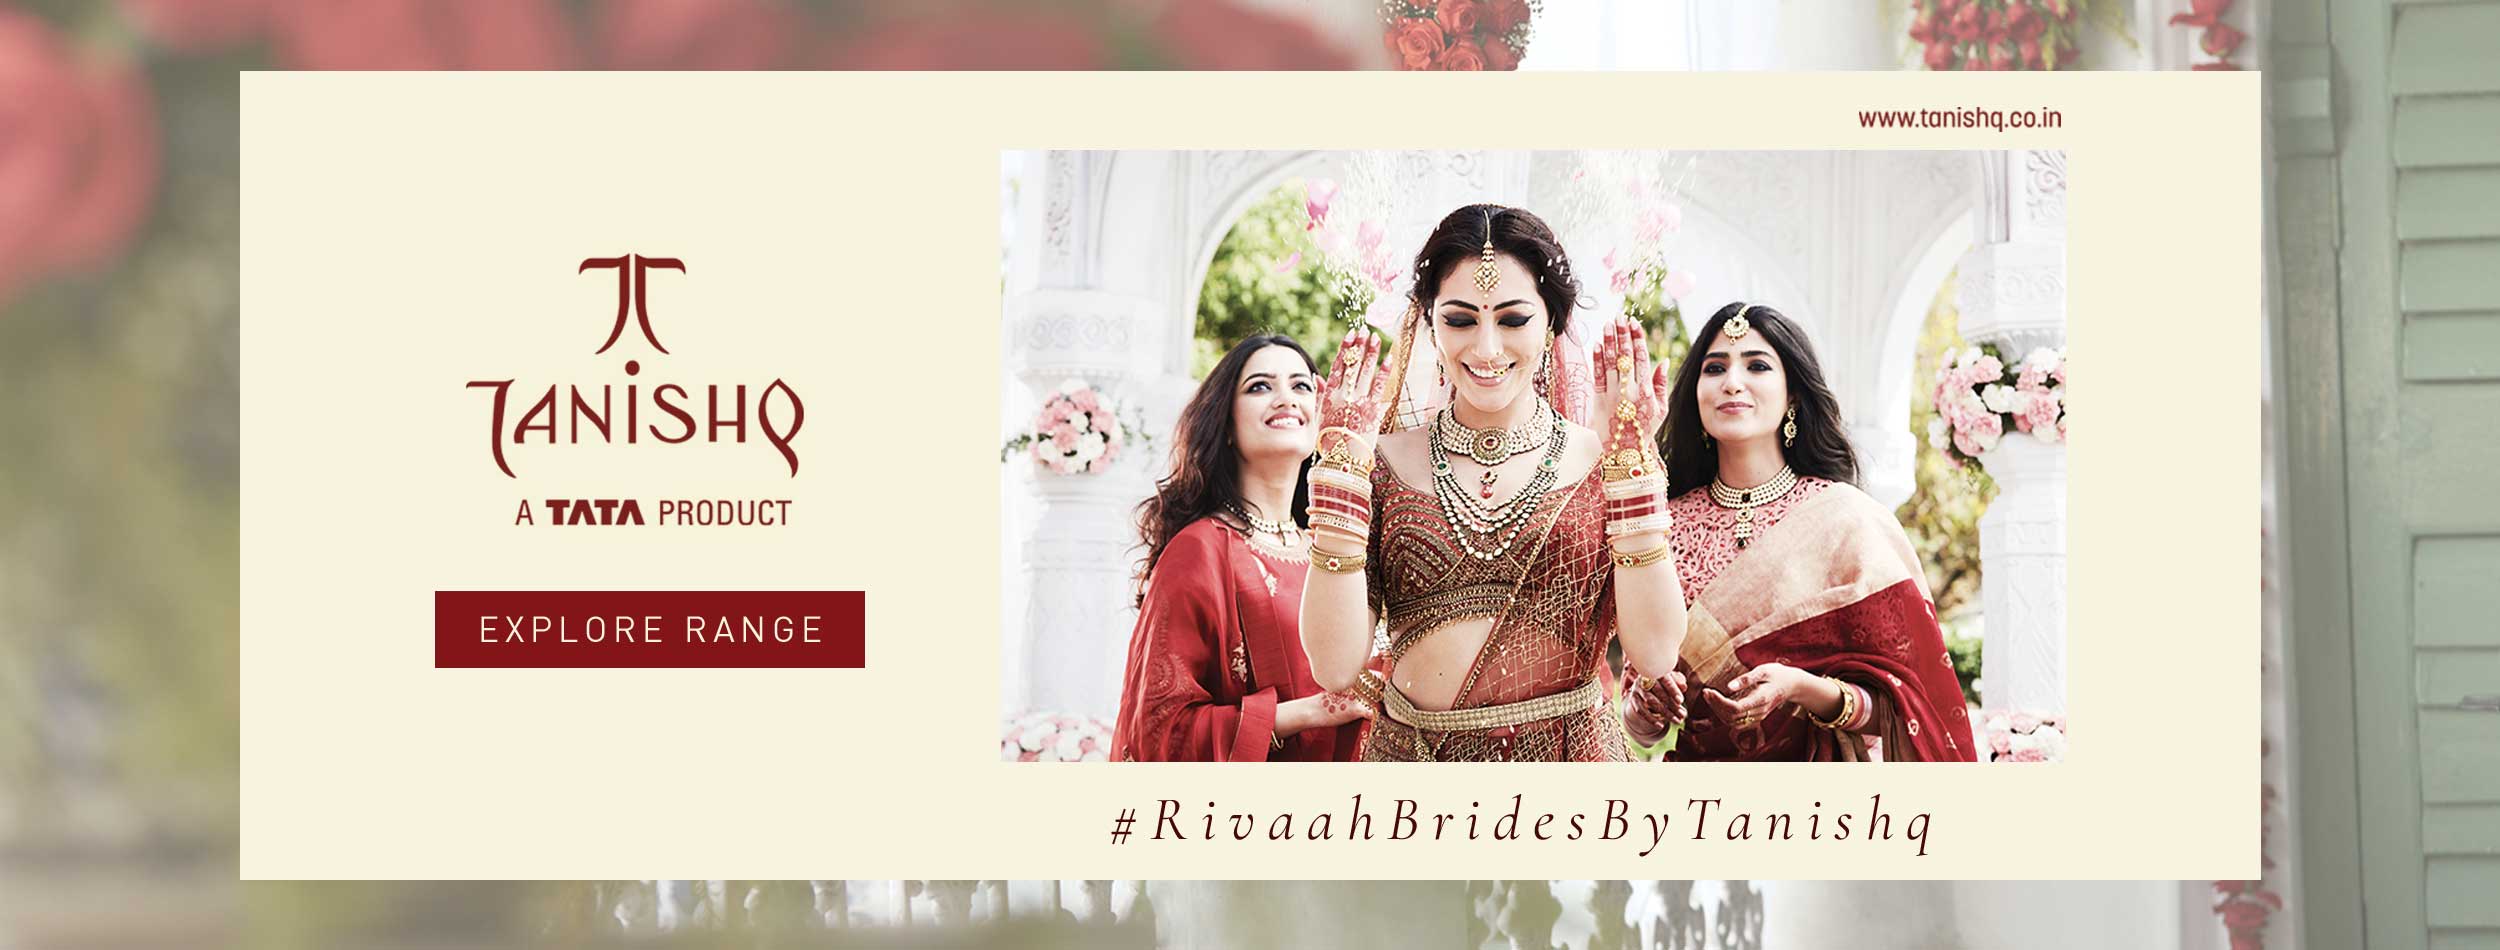 www.tanishq.co.in
TANiSHQ
A TATA PRODUCT
EXPLORE RANGE
#RivaahBridesByTanishq